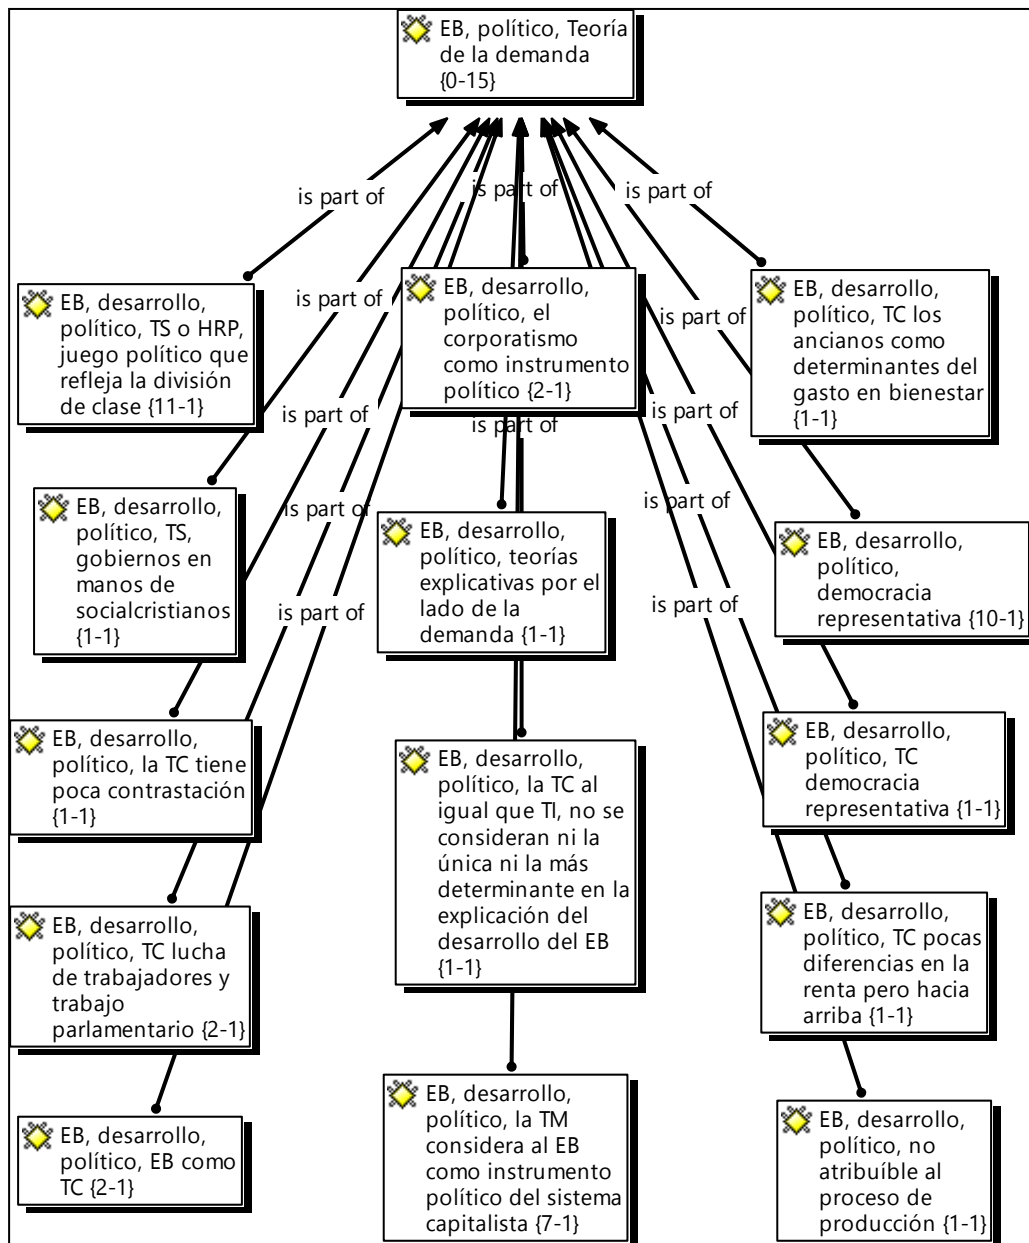 EB, político, Teoría
de la demanda
{0-15}
is part of
is part of
is part of
EB, desarrollo,
político, TS o HRP,
juego político que
refleja la división
de clase {11-1}
EB, desarrollo,
político, el
corporatismo
como instrumento
político {2-1}
EB, desarrollo,
político, TC los
ancianos como
determinantes del
gasto en bienestar
{1-1}
is part of
is part of
is part of
is part of
is part of
EB, desarrollo,
político, TS,
gobiernos en
manos de
socialcristianos
{1-1}
is part of
EB, desarrollo,
político, teorías
explicativas por el
lado de la
demanda {1-1}
is part of
EB, desarrollo,
político,
democracia
representativa {10-1}
is part of
is part of
EB, desarrollo,
político, la TC tiene
poca contrastación
{1-1}
EB, desarrollo,
político, la TC al
igual que TI, no se
consideran ni la
única ni la más
determinante en la
explicación del
desarrollo del EB
{1-1}
EB, desarrollo,
político, TC
democracia
representativa {1-1}
EB, desarrollo,
político, TC lucha
de trabajadores y
trabajo
parlamentario {2-1}
EB, desarrollo,
político, TC pocas
diferencias en la
renta pero hacia
arriba {1-1}
EB, desarrollo,
político, EB como
TC {2-1}
EB, desarrollo,
político, la TM
considera al EB
como instrumento
político del sistema
capitalista {7-1}
EB, desarrollo,
político, no
atribuíble al
proceso de
producción {1-1}